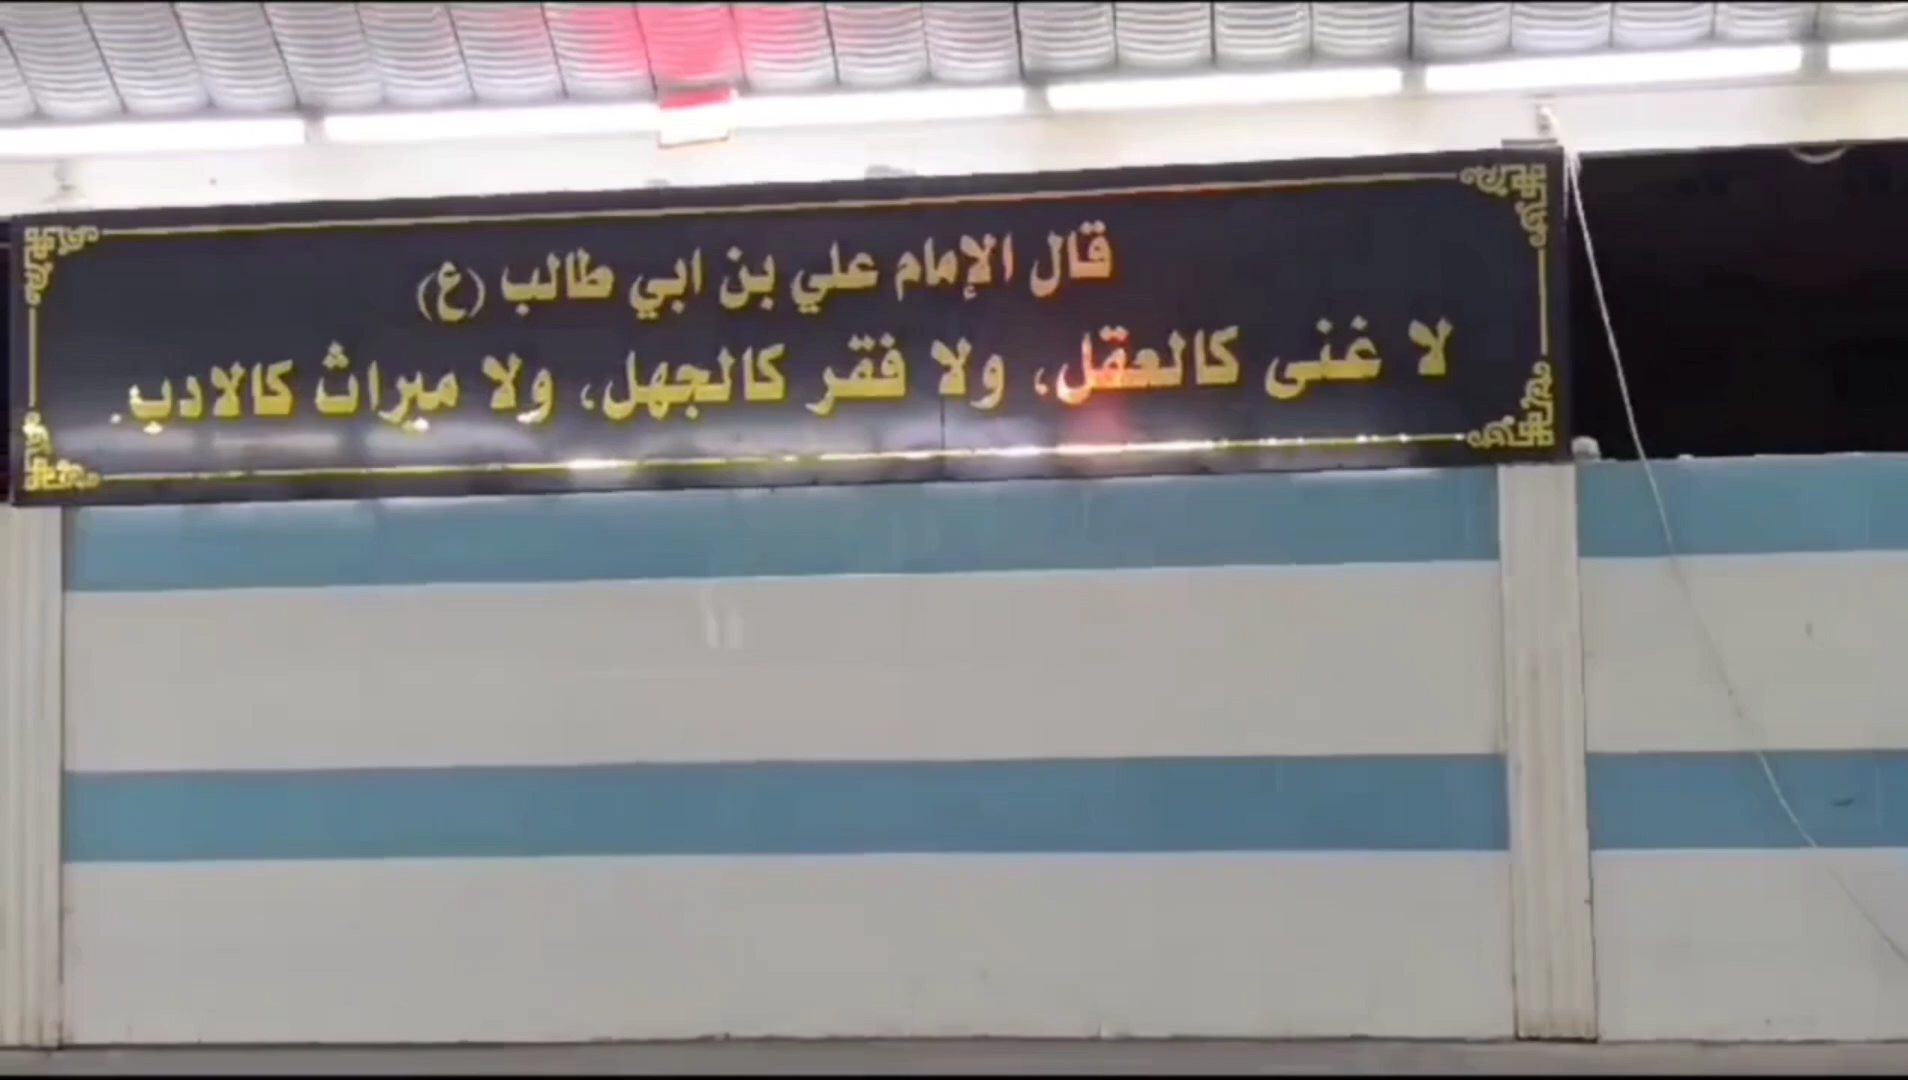 قال الإمام علي بن ابي طالب (ع)
لا غنى كالعقل، ولا فقر كالجهل، ولا ميراث كالادب.